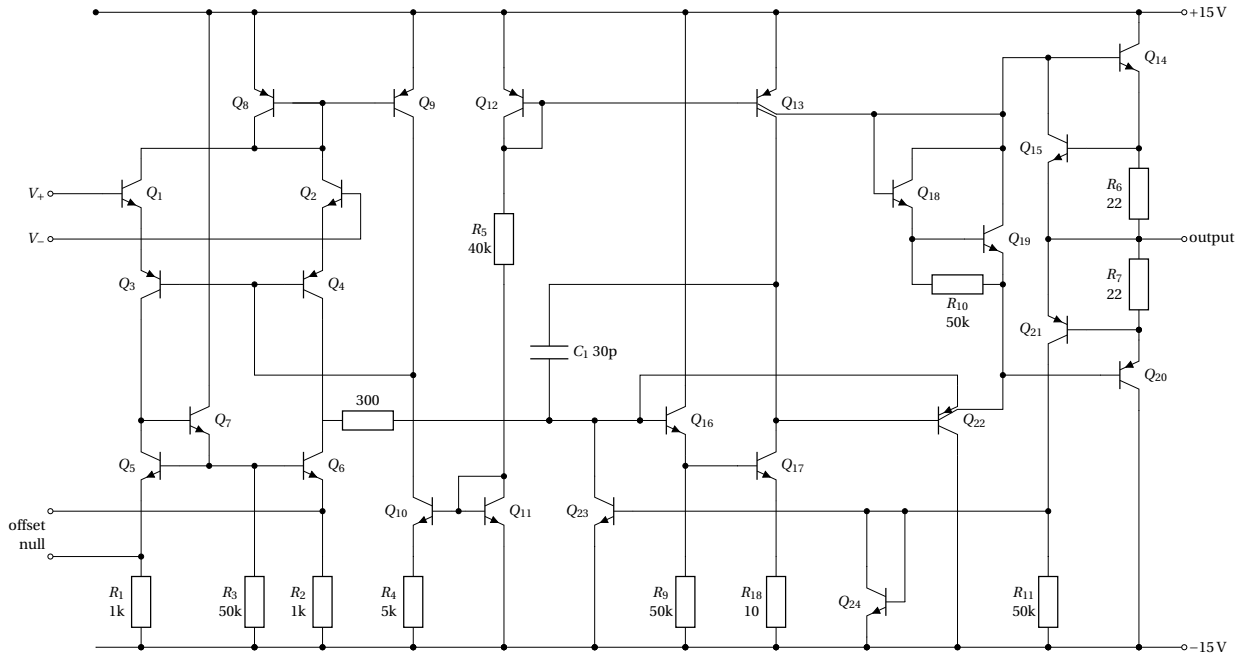 +15 V
Q14
Q8
Q9
Q12
Q13
Q15
V+
Q1
Q2
Q18
R6
22
V−
R5
40k
Q19
output
Q3
Q4
R10
50k
R7
22
Q21
C1 30p
Q20
300
Q7
Q16
Q22
Q5
Q6
Q17
Q10
Q11
Q23
offset
null
R1
1k
R3
50k
R2
1k
R4
5k
R9
50k
R18
10
Q24
R11
50k
−15 V